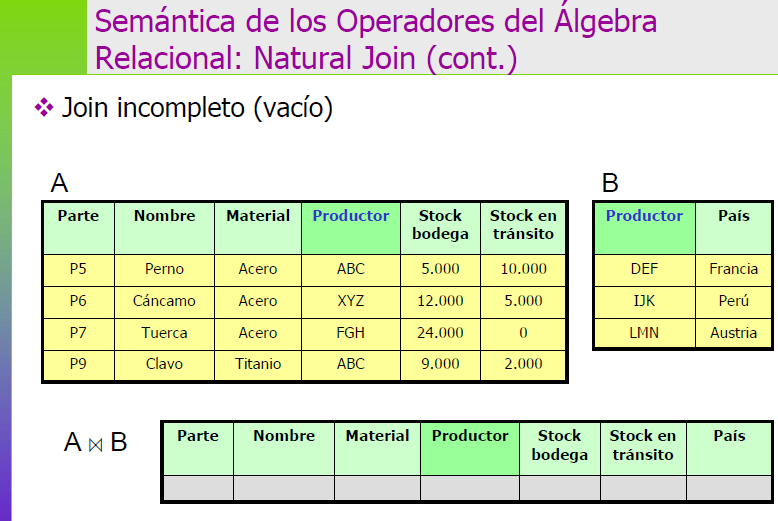 Semántica de los Operadores del Álgebra
Relacional: Natural Join (cont.)
❖ Join incompleto (vacío)
A
Parte Nombre Material Productor Stock bodega Stock en tránsito
P5 Perno Acero ABC 5.000 10.000
P6 Cáncamo Acero XYZ 12.000 5.000
P7 Tuerca Acero FGH 24.000 0
P9 Clavo Titanio ABC 9.000 2.000
B
Productor País
DEF Francia
IJK Perú
LMN Austria
A ⋈ B
Parte Nombre Material Productor Stock bodega Stock en tránsito País